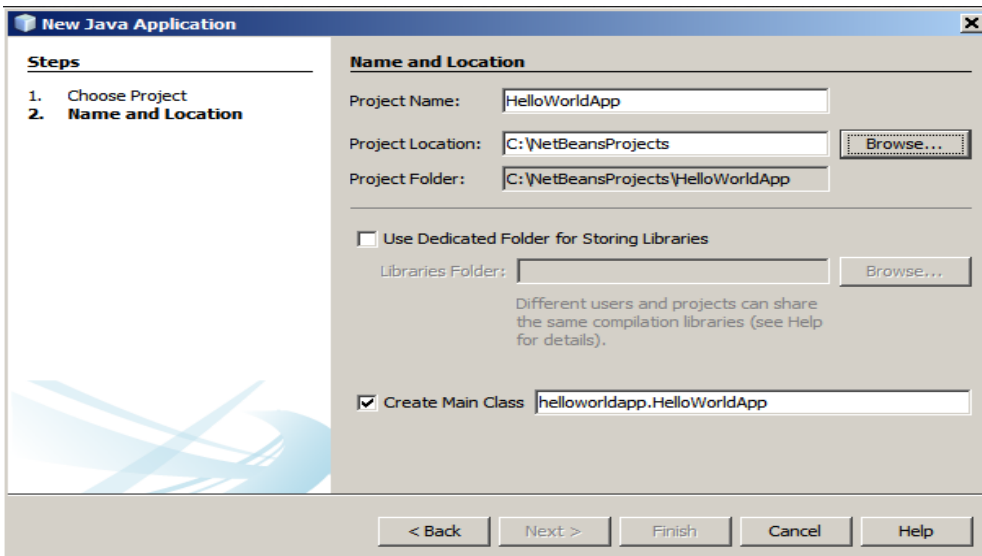 New Java Application
Steps
1. Choose Project
2. Name and Location
Name and Location
Project Name: HelloWorldApp
Project Location: C:\NetBeansProjects Browse...
Project Folder: C:\NetBeansProjects\HelloWorldApp
Use Dedicated Folder for Storing Libraries
Libraries Folder: Browse...
Different users and projects can share
the same compilation libraries (see Help
for details).
Create Main Class helloworldapp.HelloWorldApp
< Back Next > Finish Cancel Help